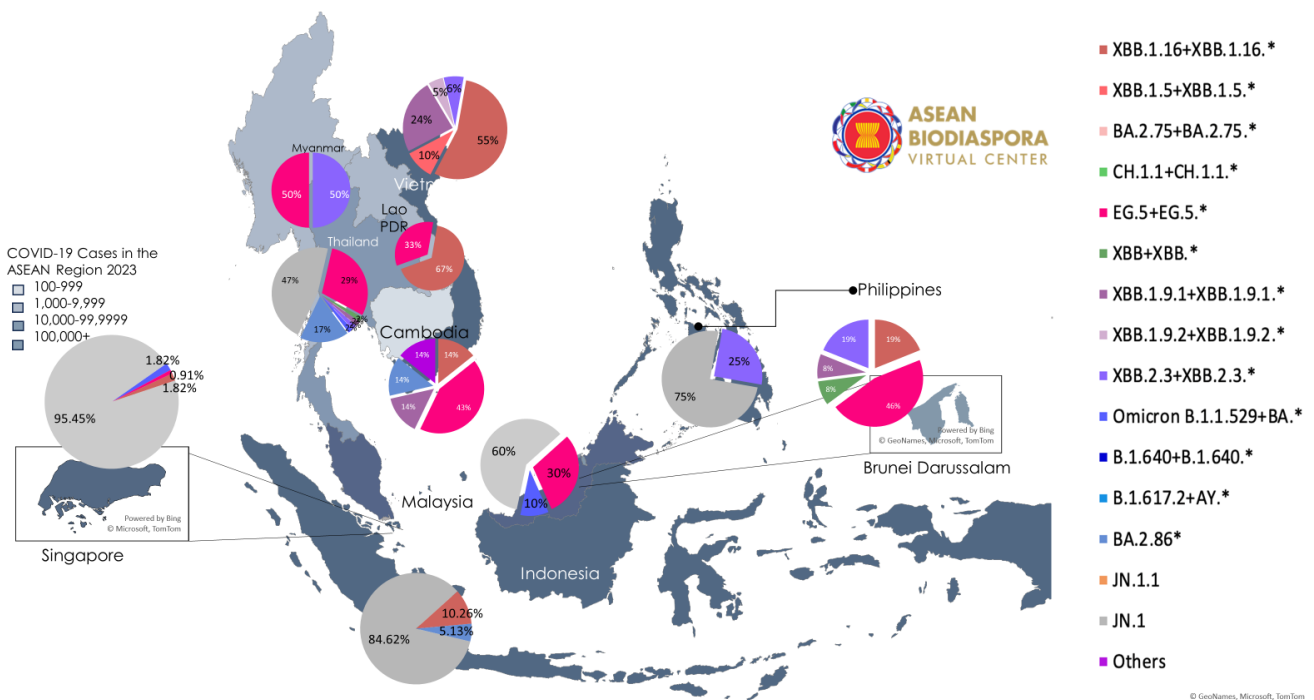 XBB.1.16+XBB.1.16.*
XBB.1.5+XBB.1.5.*
BA.2.75+BA.2.75.*
CH.1.1+CH.1.1.*
EG.5+EG.5.*
XBB+XBB.*
XBB.1.9.1+XBB.1.9.1.*
XBB.1.9.2+XBB.1.9.2.*
XBB.2.3+XBB.2.3.*
Omicron B.1.1.529+BA.*
B.1.640+B.1.640.*
B.1.617.2+AY.*
BA.2.86*
JN.1.1
JN.1
Others
ASEAN
BIODIASPORA
VIRTUAL CENTER
5%
6%
24%
10%
55%
Myanmar
50%
50%
Lao
PDR
33%
67%
Thailand
47%
29%
17%
COVID-19 Cases in the
ASEAN Region 2023
100-999
1,000-9,999
10,000-99,9999
100,000+
1.82%
0.91%
1.82%
95.45%
Powered by Bing
© Microsoft, TomTom
Singapore
Cambodia
14%
14%
14%
14%
43%
Philippines
25%
75%
19%
19%
8%
8%
46%
Powered by Bing
© GeoNames, Microsoft, TomTom
Brunei Darussalam
60%
30%
10%
Malaysia
Indonesia
10.26%
5.13%
84.62%
© GeoNames, Microsoft, TomTom